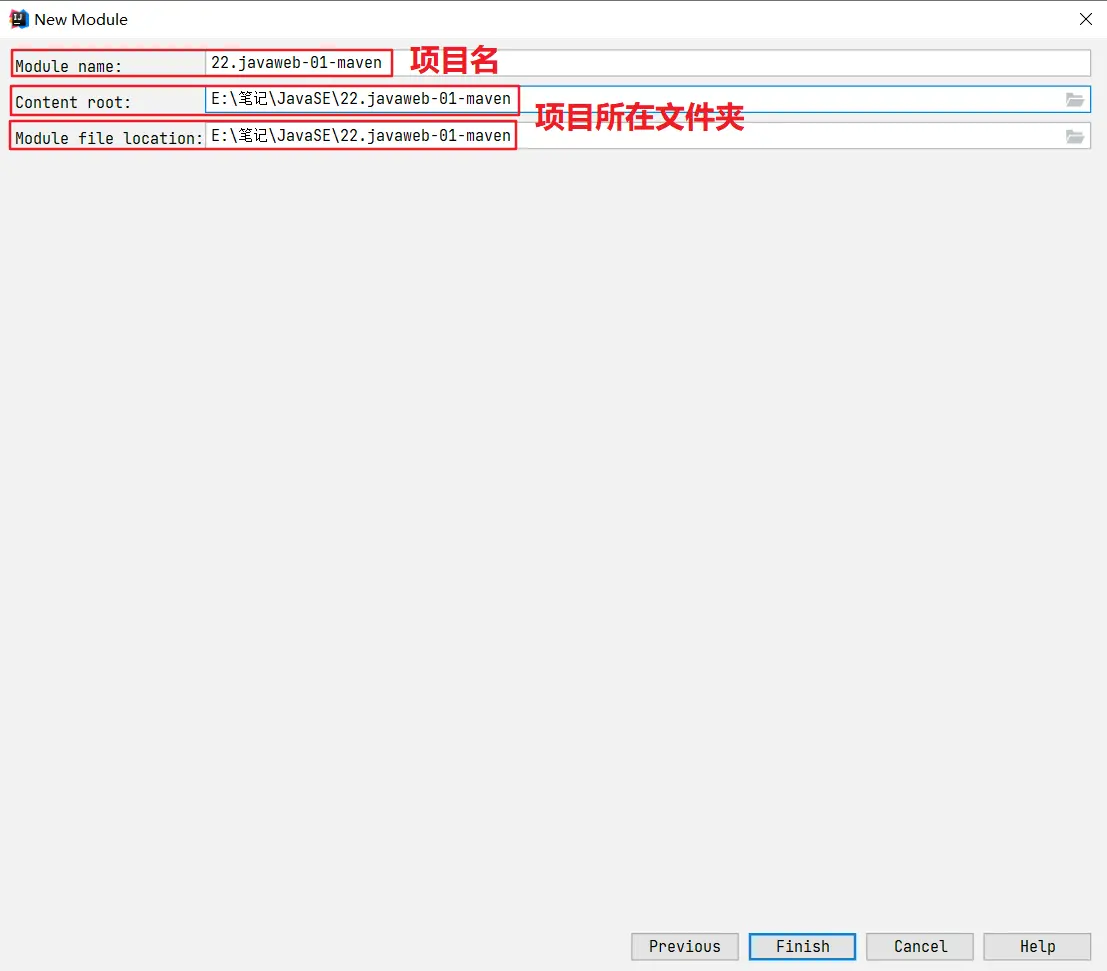 New Module
Module name: 22.javaweb-01-maven 项目名
Content root: E:\笔记\JavaSE\22.javaweb-01-maven
项目所在文件夹
Module file location: E:\笔记\JavaSE\22.javaweb-01-maven
Previous Finish Cancel Help